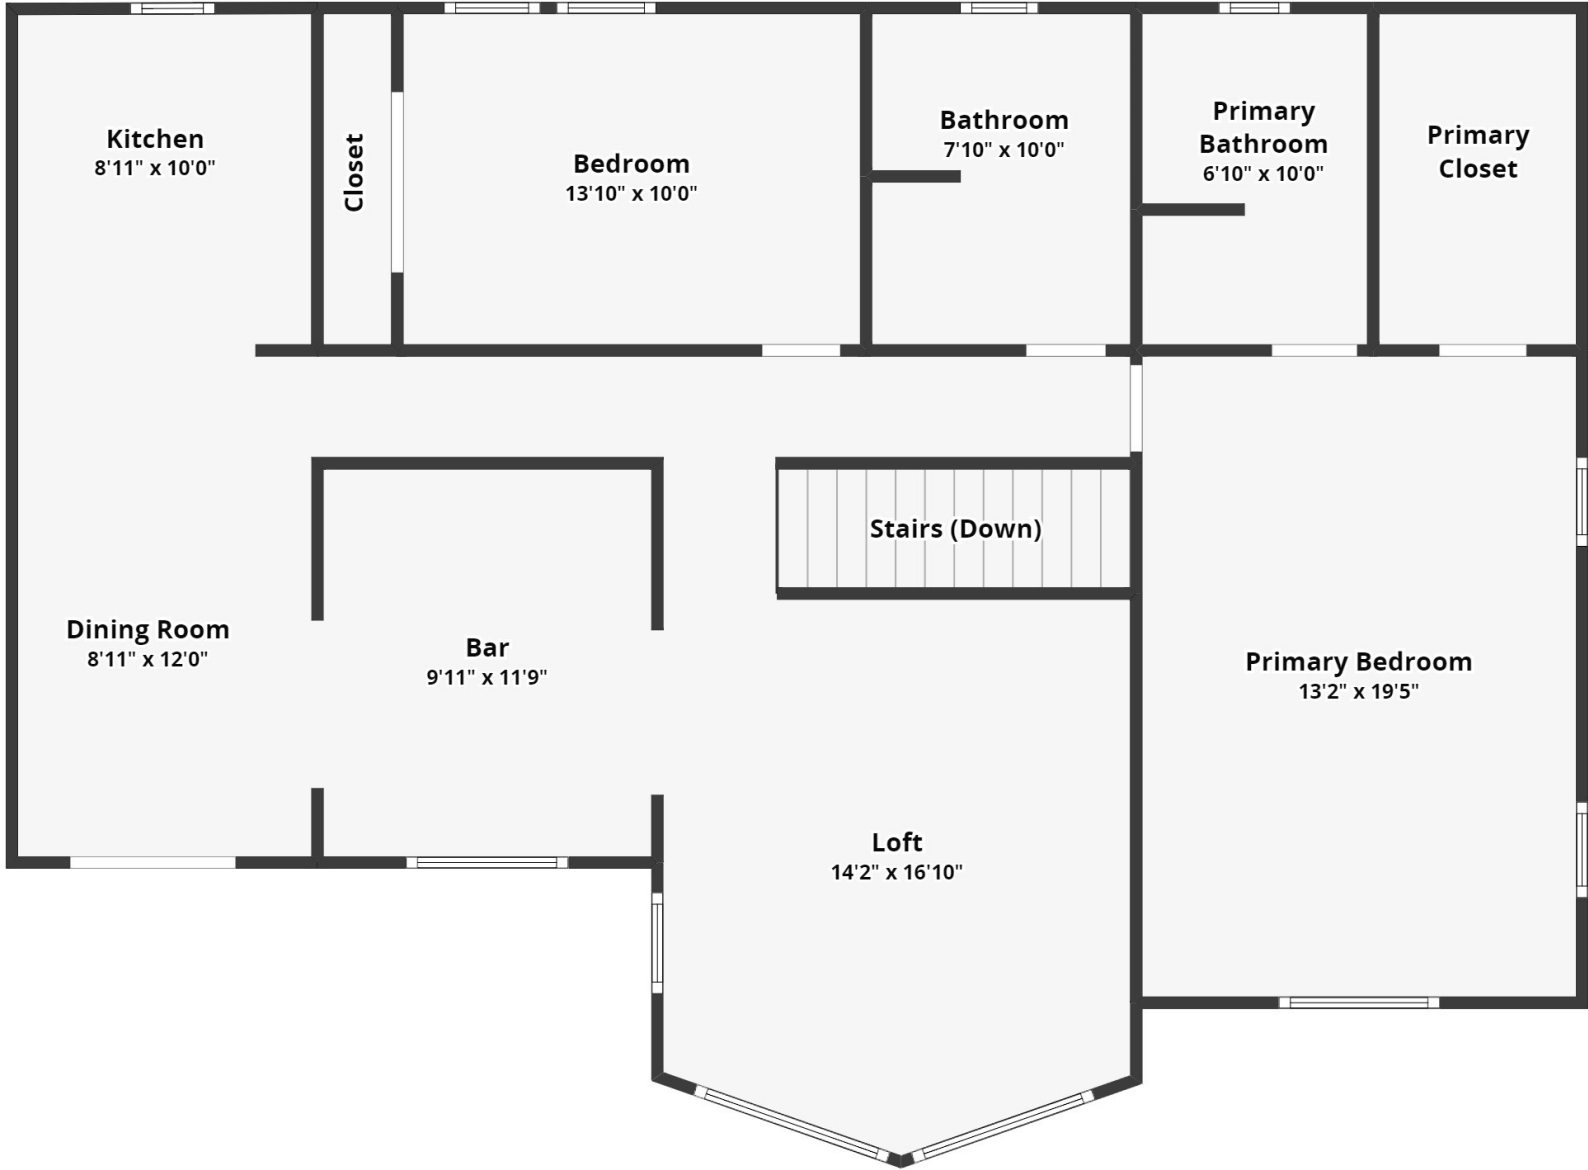 Kitchen
8'11" x 10'0"
Closet
Bedroom
13'10" x 10'0"
Bathroom
7'10" x 10'0"
Primary
Bathroom
6'10" x 10'0"
Primary
Closet
Stairs (Down)
Dining Room
8'11" x 12'0"
Bar
9'11" x 11'9"
Primary Bedroom
13'2" x 19'5"
Loft
14'2" x 16'10"